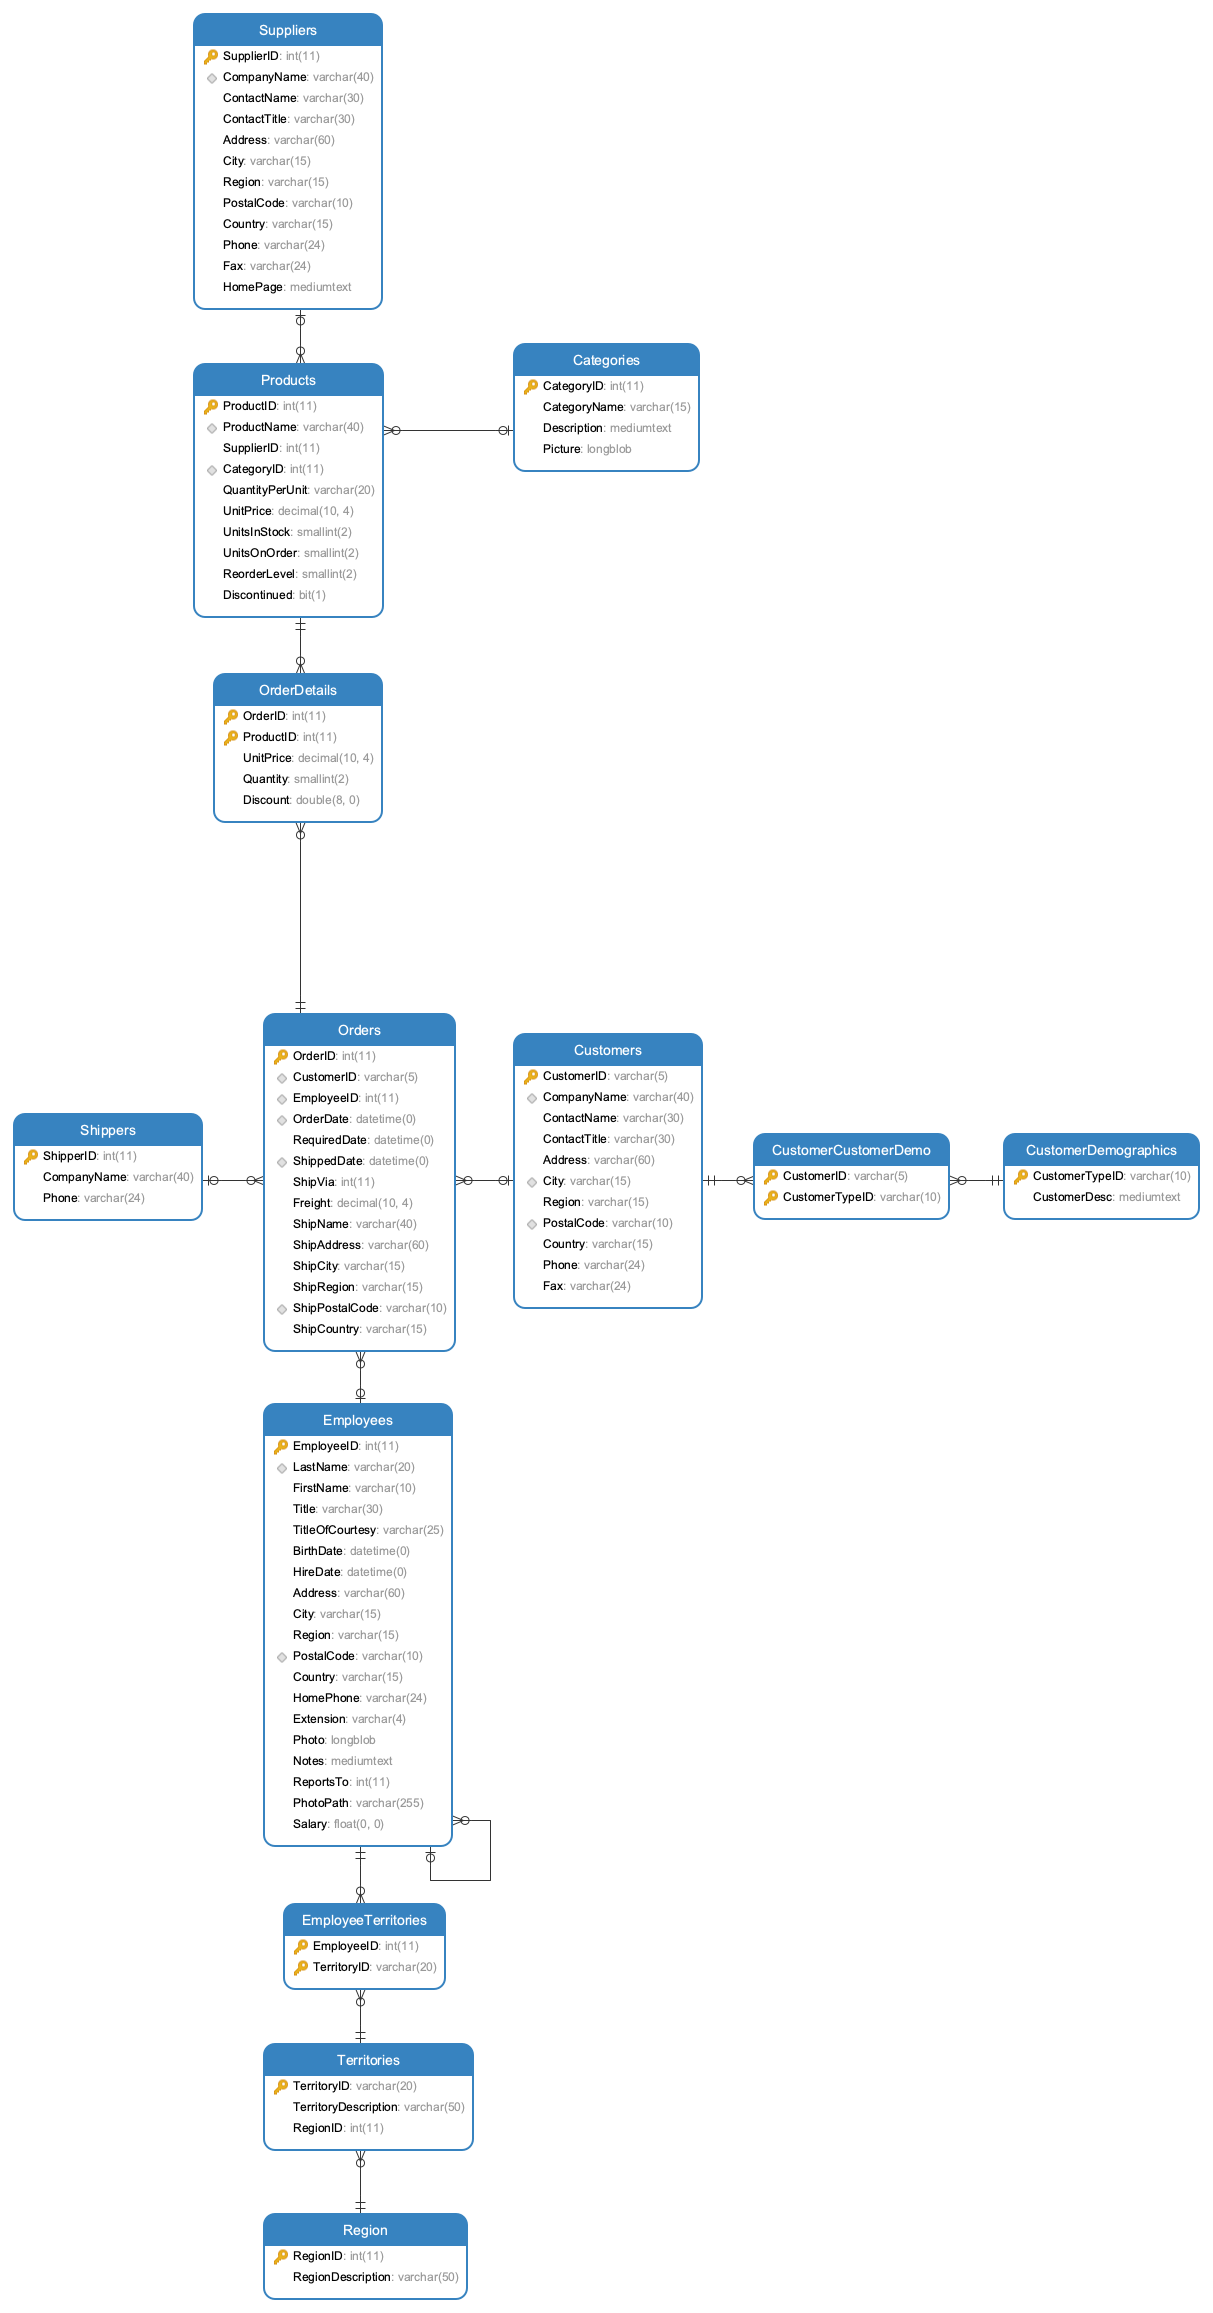 Suppliers
SupplierID: int(11)
CompanyName: varchar(40)
ContactName: varchar(30)
ContactTitle: varchar(30)
Address: varchar(60)
City: varchar(15)
Region: varchar(15)
PostalCode: varchar(10)
Country: varchar(15)
Phone: varchar(24)
Fax: varchar(24)
HomePage: mediumtext
Categories
CategoryID: int(11)
CategoryName: varchar(15)
Description: mediumtext
Picture: longblob
Products
ProductID: int(11)
ProductName: varchar(40)
SupplierID: int(11)
CategoryID: int(11)
QuantityPerUnit: varchar(20)
UnitPrice: decimal(10, 4)
UnitsInStock: smallint(2)
UnitsOnOrder: smallint(2)
ReorderLevel: smallint(2)
Discontinued: bit(1)
OrderDetails
OrderID: int(11)
ProductID: int(11)
UnitPrice: decimal(10, 4)
Quantity: smallint(2)
Discount: double(8, 0)
Shippers
ShipperID: int(11)
CompanyName: varchar(40)
Phone: varchar(24)
Orders
OrderID: int(11)
CustomerID: varchar(5)
EmployeeID: int(11)
OrderDate: datetime(0)
RequiredDate: datetime(0)
ShippedDate: datetime(0)
ShipVia: int(11)
Freight: decimal(10, 4)
ShipName: varchar(40)
ShipAddress: varchar(60)
ShipCity: varchar(15)
ShipRegion: varchar(15)
ShipPostalCode: varchar(10)
ShipCountry: varchar(15)
Customers
CustomerID: varchar(5)
CompanyName: varchar(40)
ContactName: varchar(30)
ContactTitle: varchar(30)
Address: varchar(60)
City: varchar(15)
Region: varchar(15)
PostalCode: varchar(10)
Country: varchar(15)
Phone: varchar(24)
Fax: varchar(24)
CustomerCustomerDemo
CustomerID: varchar(5)
CustomerTypeID: varchar(10)
CustomerDemographics
CustomerTypeID: varchar(10)
CustomerDesc: mediumtext
Employees
EmployeeID: int(11)
LastName: varchar(20)
FirstName: varchar(10)
Title: varchar(30)
TitleOfCourtesy: varchar(25)
BirthDate: datetime(0)
HireDate: datetime(0)
Address: varchar(60)
City: varchar(15)
Region: varchar(15)
PostalCode: varchar(10)
Country: varchar(15)
HomePhone: varchar(24)
Extension: varchar(4)
Photo: longblob
Notes: mediumtext
ReportsTo: int(11)
PhotoPath: varchar(255)
Salary: float(0, 0)
EmployeeTerritories
EmployeeID: int(11)
TerritoryID: varchar(20)
Territories
TerritoryID: varchar(20)
TerritoryDescription: varchar(50)
RegionID: int(11)
Region
RegionID: int(11)
RegionDescription: varchar(50)